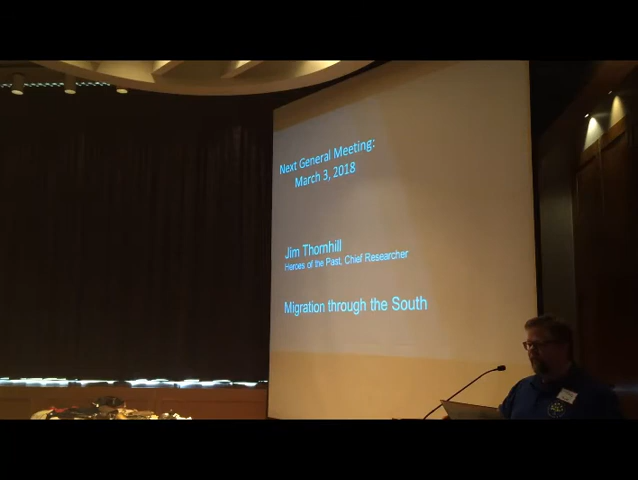 Next General Meeting:
March 3, 2018
Jim Thornhill
Heroes of the Past, Chief Researcher
Migration through the South